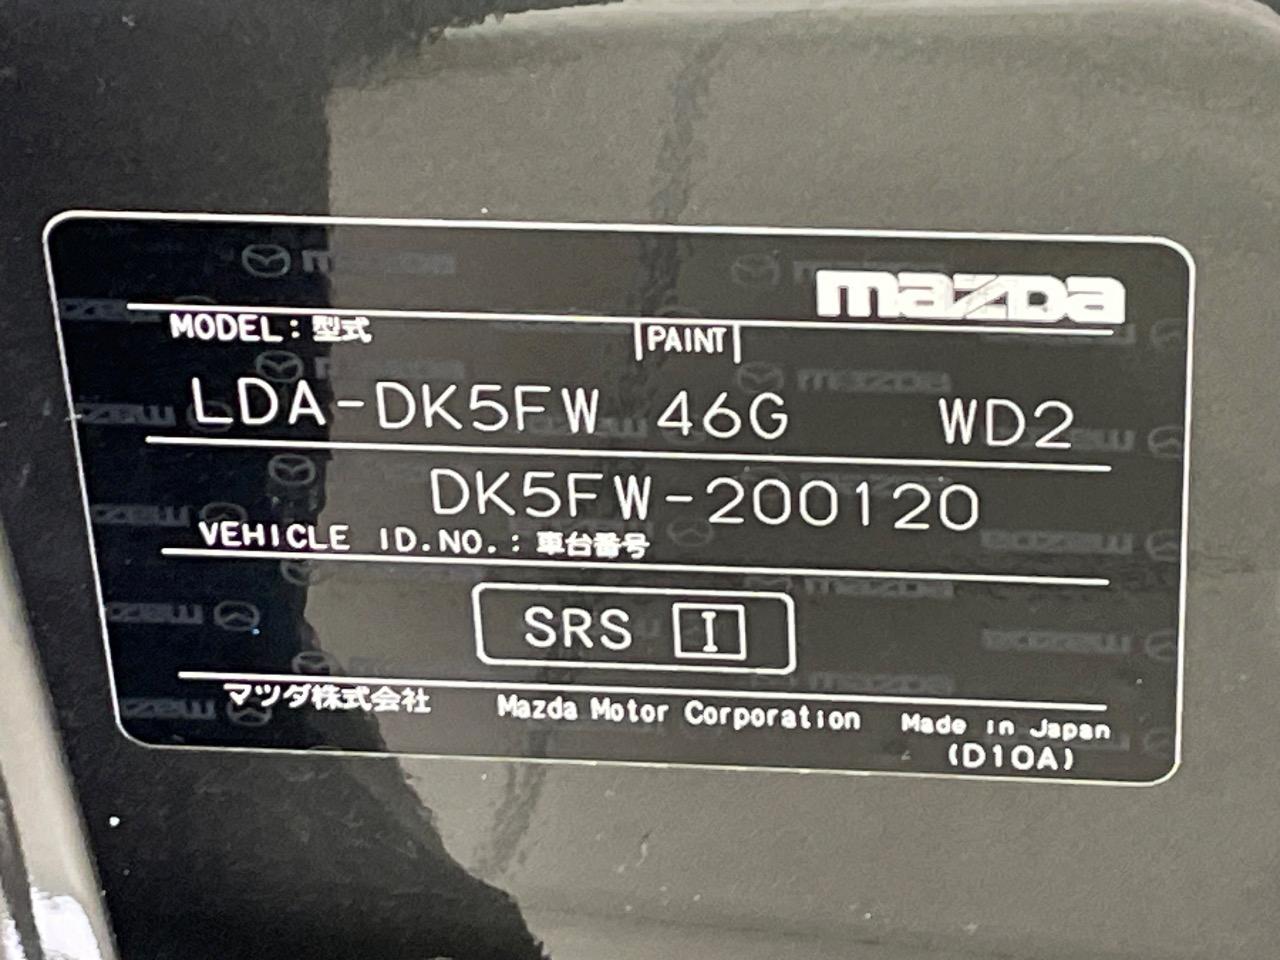 mazda
MODEL: 型式 PAINT
LDA-DK5FW 46G WD2
DK5FW-200120
VEHICLE ID.NO.: 車台番号
SRS I
マツダ株式会社 Mazda Motor Corporation Made in Japan
(D10A)